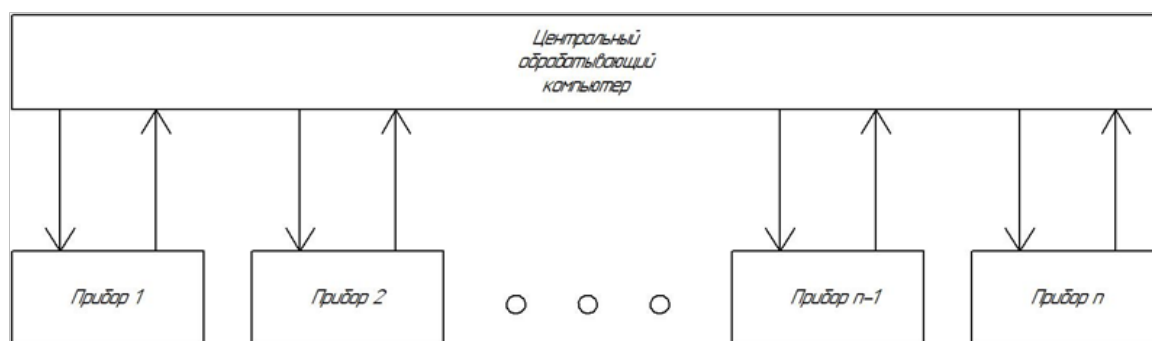 Центральный
обрабатывающий
компьютер
Прибор 1
Прибор 2
Прибор n-1
Прибор n